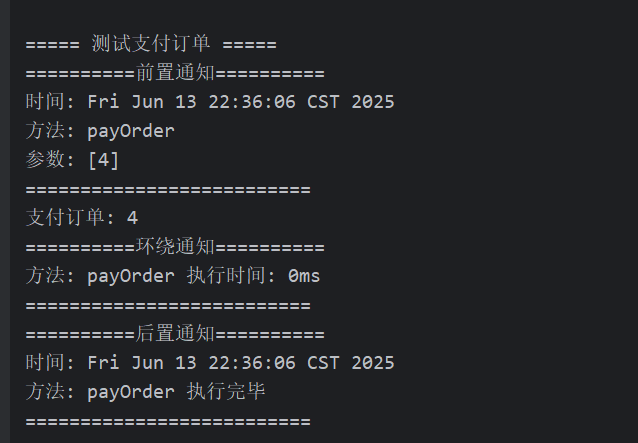 ===== 测试支付订单 =====
==========前置通知==========
时间: Fri Jun 13 22:36:06 CST 2025
方法: payOrder
参数: [4]
==========================
支付订单: 4
==========环绕通知==========
方法: payOrder 执行时间: 0ms
==========================
==========后置通知==========
时间: Fri Jun 13 22:36:06 CST 2025
方法: payOrder 执行完毕
==========================